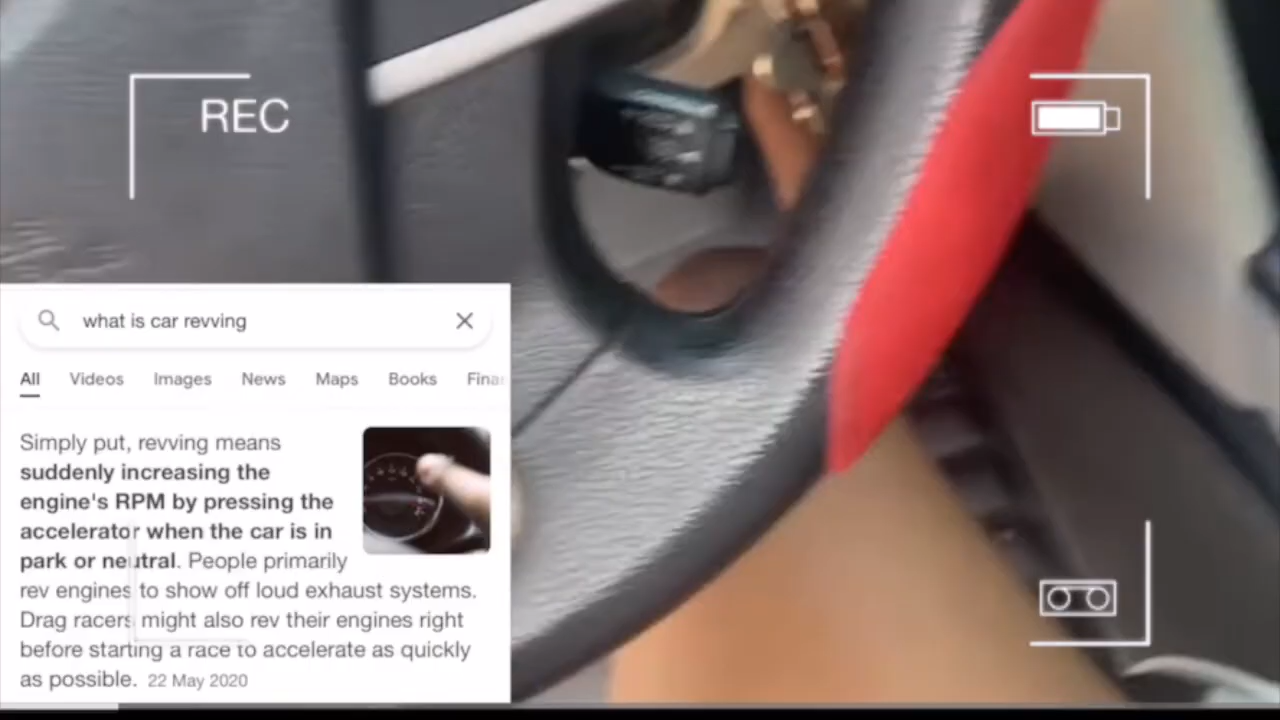 REC
what is car revving
All Videos Images News Maps Books Fina
Simply put, revving means
suddenly increasing the
engine's RPM by pressing the
accelerator when the car is in
park or neutral. People primarily
rev engines to show off loud exhaust systems.
Drag racers might also rev their engines right
before starting a race to accelerate as quickly
as possible. 22 May 2020